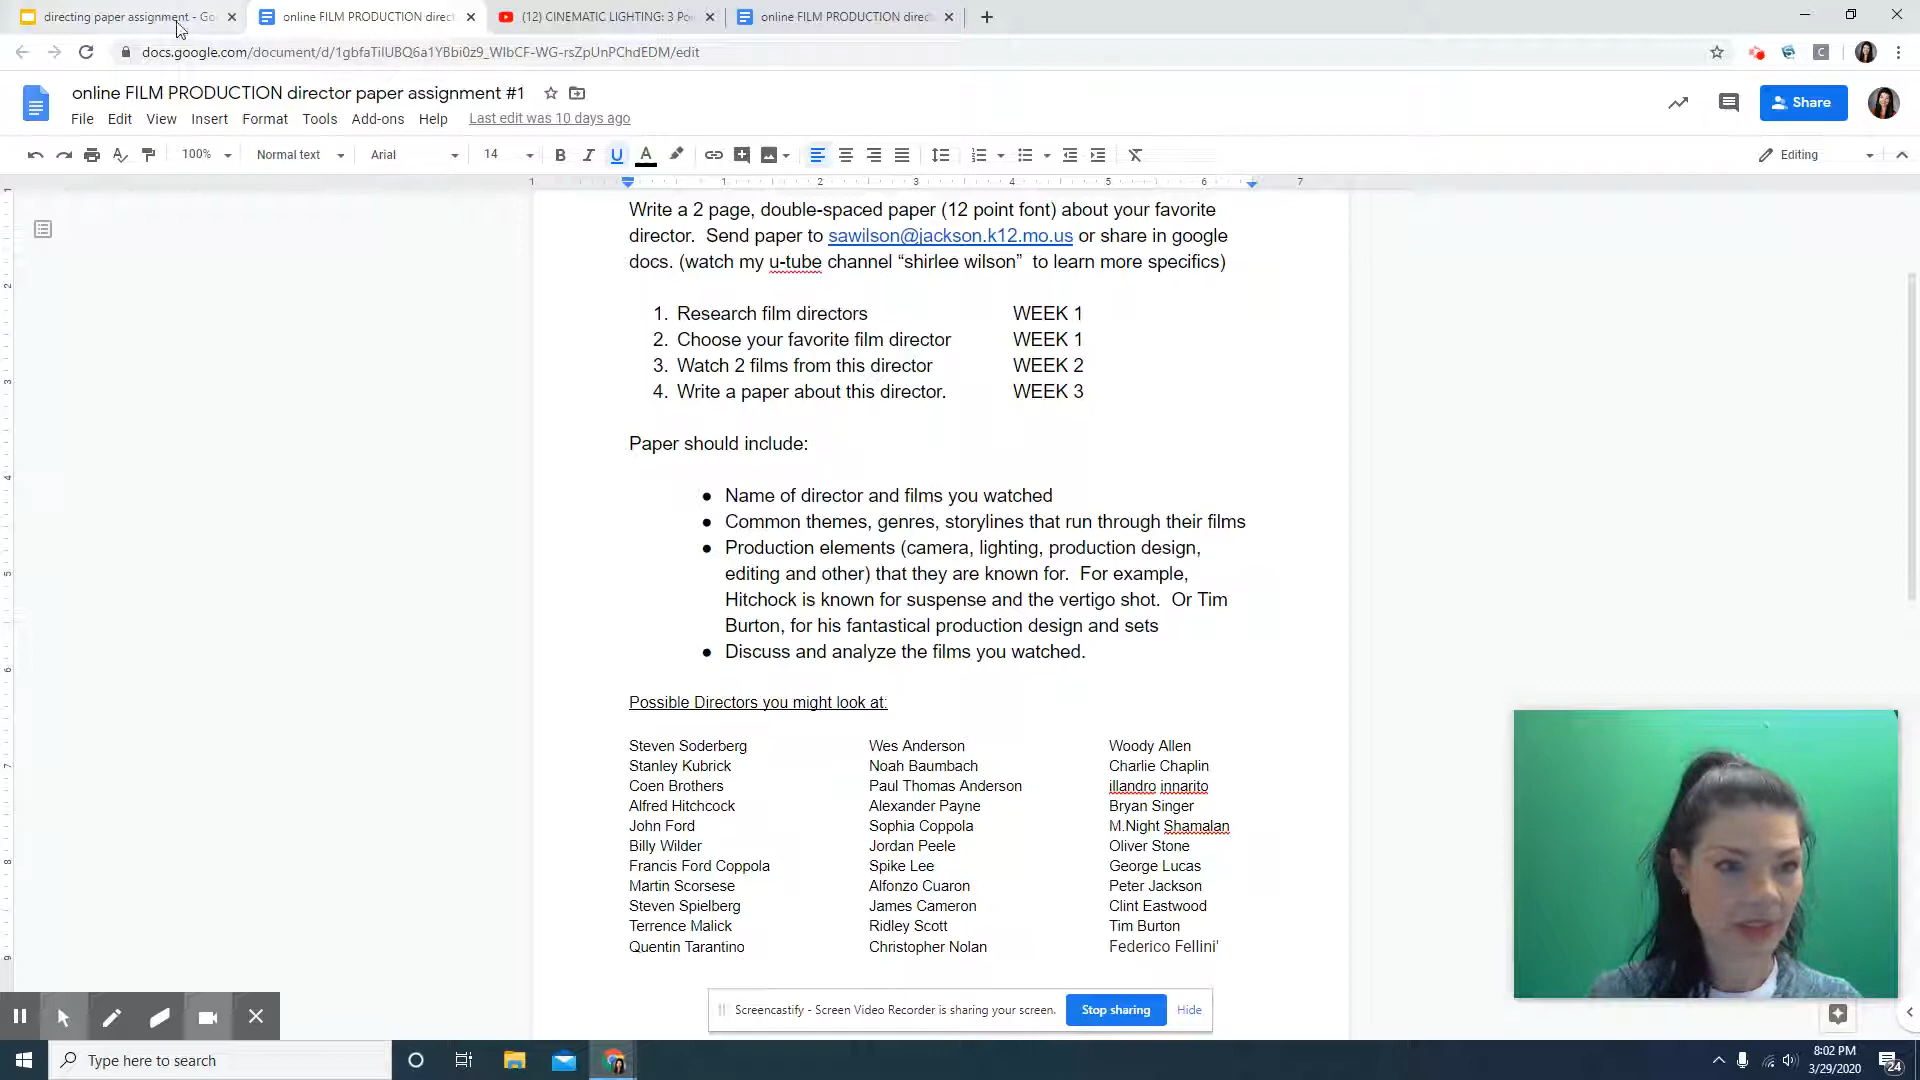 directing paper assignment - Go
online FILM PRODUCTION direct
(12) CINEMATIC LIGHTING: 3 Po
online FILM PRODUCTION direct
docs.google.com/document/d/1gbfaTilUBQ6a1YBbi0z9_WIbCF-WG-rsZpUnPChdEDM/edit
online FILM PRODUCTION director paper assignment #1
Share
File Edit View Insert Format Tools Add-ons Help Last edit was 10 days ago
100% Normal text Arial 14 B I U A Editing
1 1 2 3 4 5 6 7
Write a 2 page, double-spaced paper (12 point font) about your favorite
director. Send paper to sawilson@jackson.k12.mo.us or share in google
docs. (watch my u-tube channel “shirlee wilson” to learn more specifics)
1. Research film directors WEEK 1
2. Choose your favorite film director WEEK 1
3. Watch 2 films from this director WEEK 2
4. Write a paper about this director. WEEK 3
Paper should include:
● Name of director and films you watched
● Common themes, genres, storylines that run through their films
● Production elements (camera, lighting, production design,
editing and other) that they are known for. For example,
Hitchock is known for suspense and the vertigo shot. Or Tim
Burton, for his fantastical production design and sets
● Discuss and analyze the films you watched.
Possible Directors you might look at:
Steven Soderberg Wes Anderson Woody Allen
Stanley Kubrick Noah Baumbach Charlie Chaplin
Coen Brothers Paul Thomas Anderson illandro innarito
Alfred Hitchcock Alexander Payne Bryan Singer
John Ford Sophia Coppola M.Night Shamalan
Billy Wilder Jordan Peele Oliver Stone
Francis Ford Coppola Spike Lee George Lucas
Martin Scorsese Alfonzo Cuaron Peter Jackson
Steven Spielberg James Cameron Clint Eastwood
Terrence Malick Ridley Scott Tim Burton
Quentin Tarantino Christopher Nolan Federico Fellini'
Screencastify - Screen Video Recorder is sharing your screen. Stop sharing Hide
Type here to search
8:02 PM
3/29/2020
24